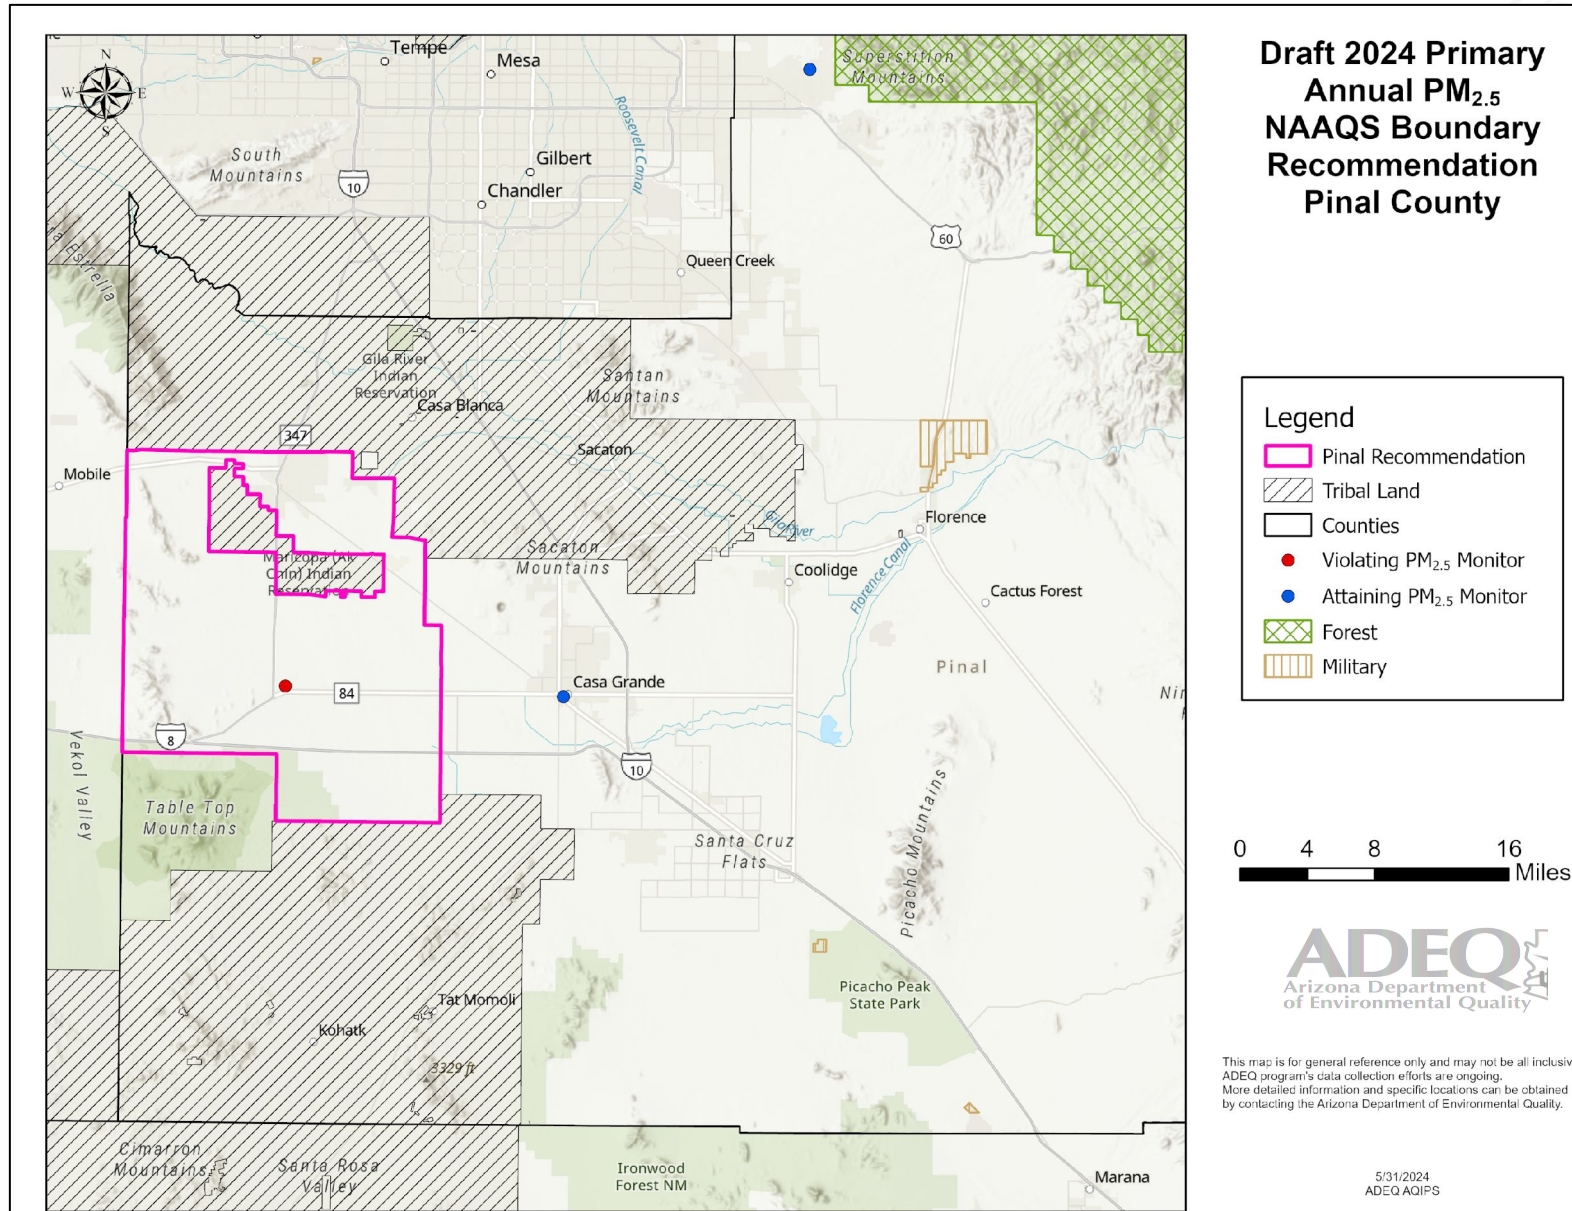 Draft 2024 Primary
Annual PM2.5
NAAQS Boundary
Recommendation
Pinal County
N
W
E
S
Tempe
Mesa
Superstition
Mountains
Roosevelt Canal
South
Mountains
10
Gilbert
Chandler
60
Queen Creek
Estrella
Gila River
Indian
Reservation
Casa Blanca
Santan
Mountains
347
Sacaton
Mobile
Gila River
Florence
Maricopa (Ak
Chin) Indian
Reservation
Sacaton
Mountains
Coolidge
Florence Canal
Cactus Forest
Pinal
Casa Grande
84
8
10
Vekol Valley
Table Top
Mountains
Santa Cruz
Flats
Picacho Mountains
Picacho Peak
State Park
Tat Momoli
Kohatk
3329 ft
Cimarron
Mountains
Santa Rosa
Valley
Ironwood
Forest NM
Marana
Legend
Pinal Recommendation
Tribal Land
Counties
Violating PM2.5 Monitor
Attaining PM2.5 Monitor
Forest
Military
0 4 8 16
Miles
ADEQ
Arizona Department
of Environmental Quality
This map is for general reference only and may not be all inclusiv
ADEQ program's data collection efforts are ongoing.
More detailed information and specific locations can be obtained
by contacting the Arizona Department of Environmental Quality.
5/31/2024
ADEQ AQIPS